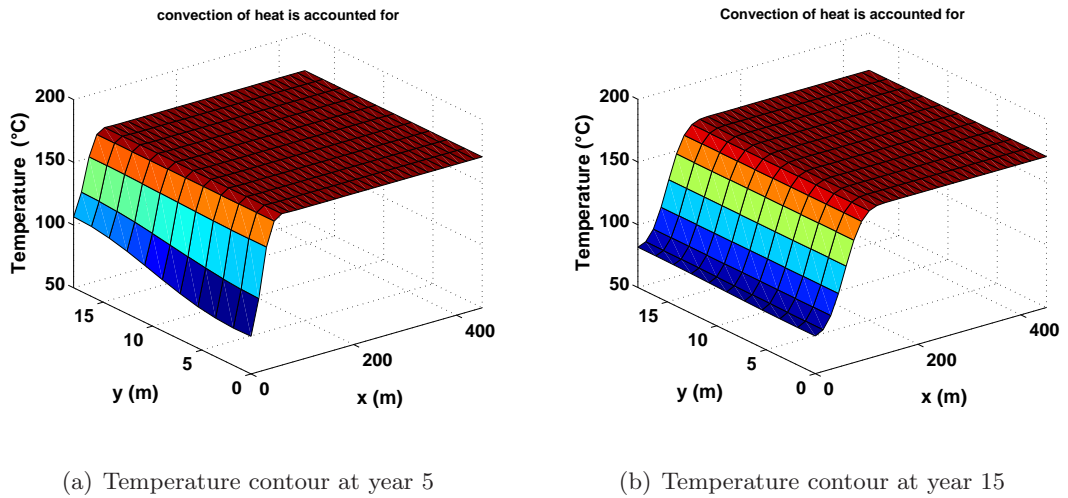 convection of heat is accounted for
200
150
100
50
Temperature (°C)
15
10
5
0
y (m)
0
200
400
x (m)
(a) Temperature contour at year 5
Convection of heat is accounted for
200
150
100
50
Temperature (°C)
15
10
5
0
y (m)
0
200
400
x (m)
(b) Temperature contour at year 15